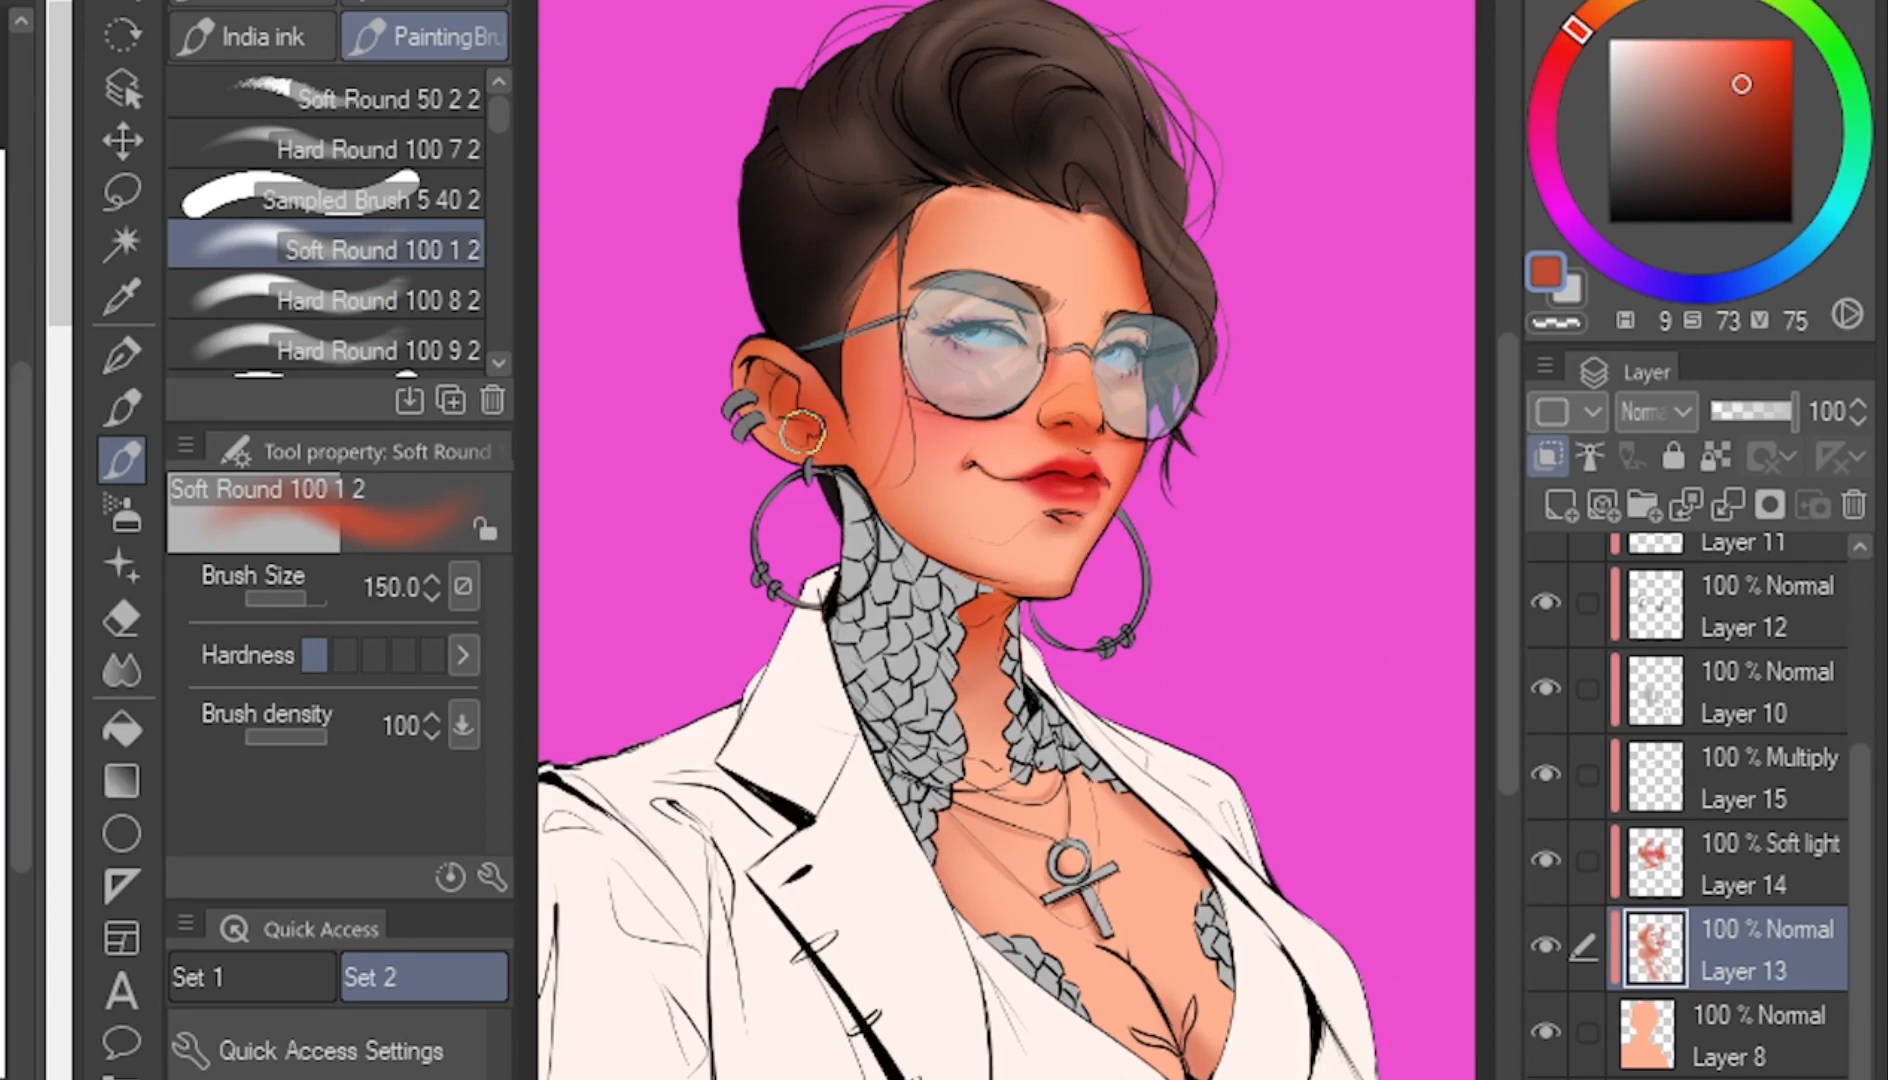 India ink
PaintingBru
Soft Round 50 2 2
Hard Round 100 7 2
Sampled Brush 5 40 2
Soft Round 100 1 2
Hard Round 100 8 2
Hard Round 100 9 2
Tool property: Soft Round
Soft Round 100 1 2
Brush Size 150.0
Hardness
Brush density 100
Quick Access
Set 1
Set 2
Quick Access Settings
H 9 S 73 V 75
Layer
Norma 100
Layer 11
100 % Normal
Layer 12
100 % Normal
Layer 10
100 % Multiply
Layer 15
100 % Soft light
Layer 14
100 % Normal
Layer 13
100 % Normal
Layer 8